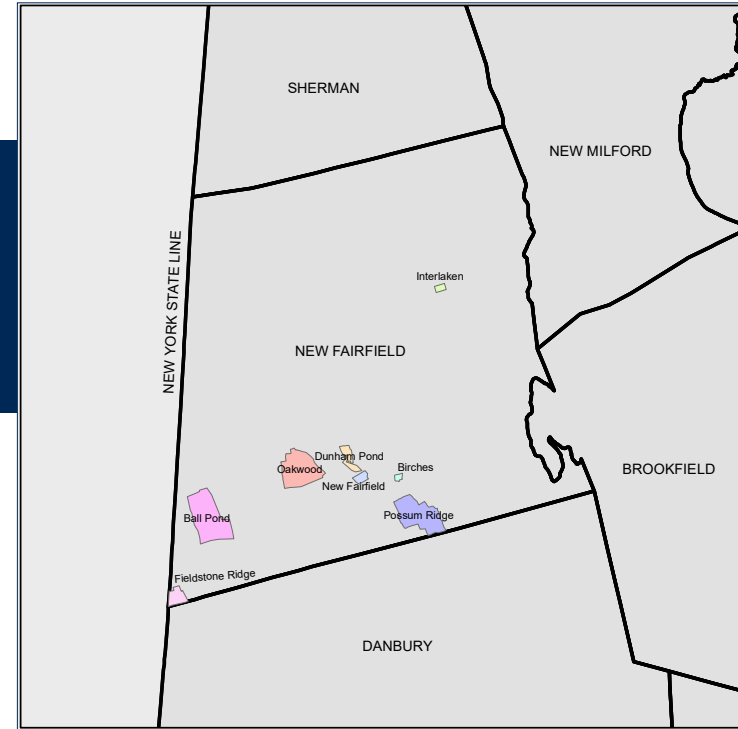 SHERMAN
NEW MILFORD
NEW YORK STATE LINE
Interlaken
NEW FAIRFIELD
Dunham Pond
Oakwood
Birches
BROOKFIELD
New Fairfield
Possum Ridge
Ball Pond
Fieldstone Ridge
DANBURY